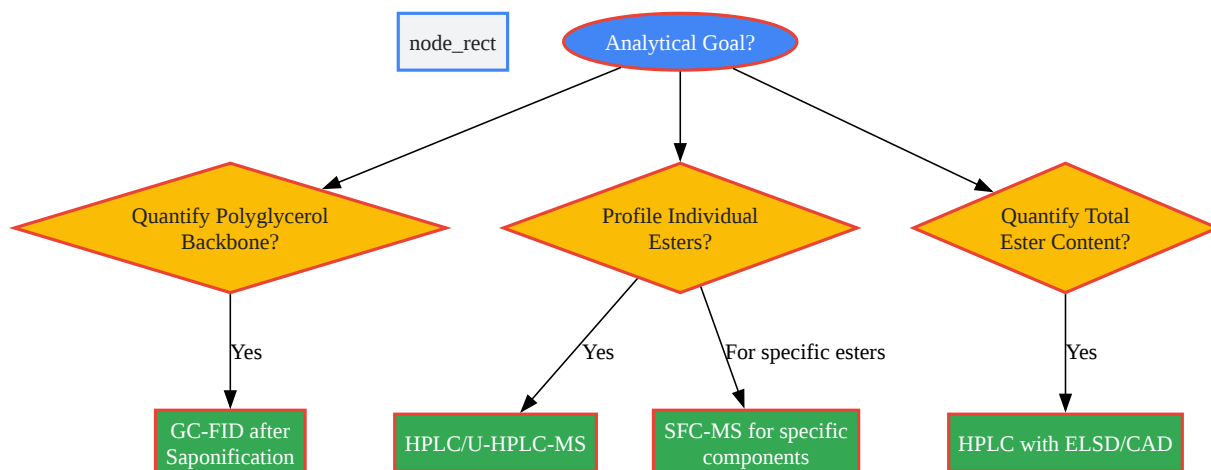 node_rect
Analytical Goal?
Quantify Polyglycerol
Backbone?
Profile Individual
Esters?
Quantify Total
Ester Content?
Yes
Yes
For specific esters
Yes
GC-FID after
Saponification
HPLC/U-HPLC-MS
SFC-MS for specific
components
HPLC with ELSD/CAD